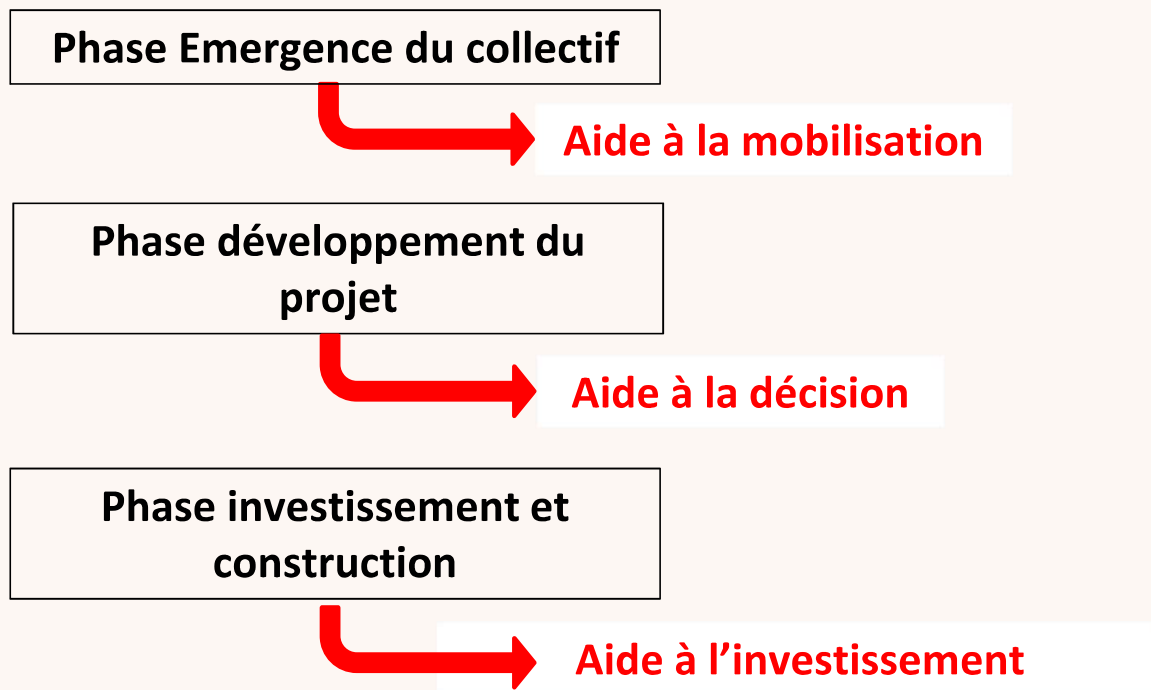 Phase Emergence du collectif
Aide à la mobilisation
Phase développement du
projet
Aide à la décision
Phase investissement et
construction
Aide à l’investissement